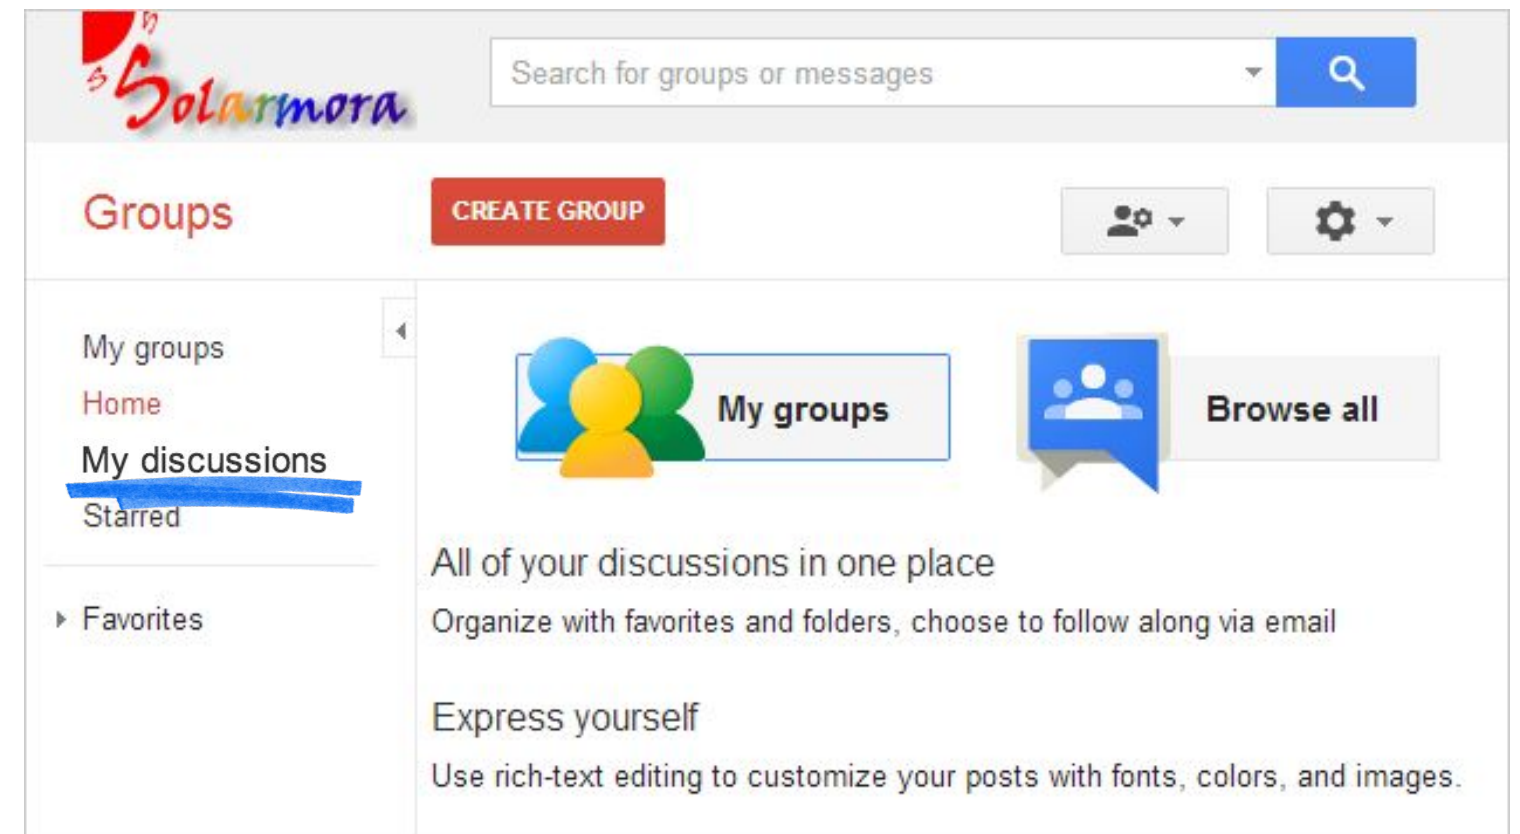 Solarmora
Search for groups or messages
Groups
CREATE GROUP
My groups
Home
My discussions
Starred
Favorites
My groups
Browse all
All of your discussions in one place
Organize with favorites and folders, choose to follow along via email
Express yourself
Use rich-text editing to customize your posts with fonts, colors, and images.